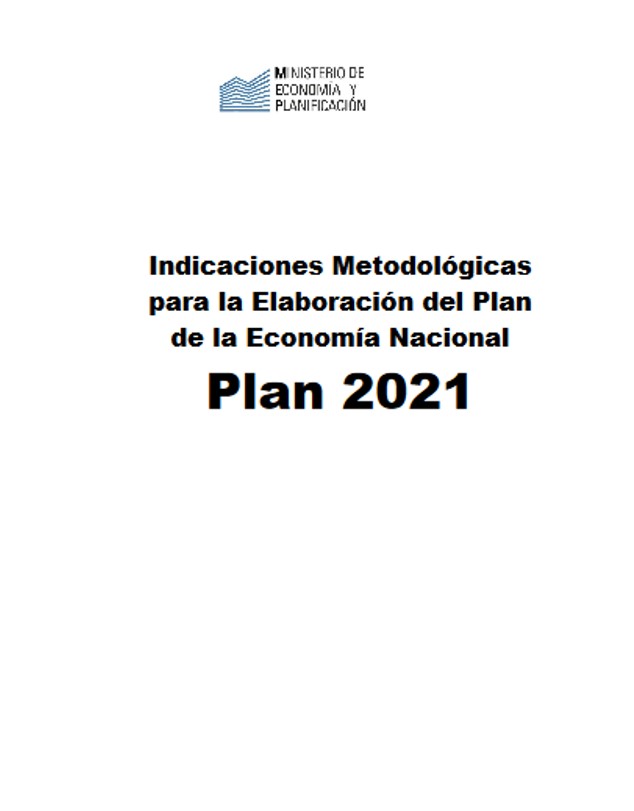 MINISTERIO DE
ECONOMÍA Y
PLANIFICACIÓN
Indicaciones Metodológicas
para la Elaboración del Plan
de la Economía Nacional
Plan 2021